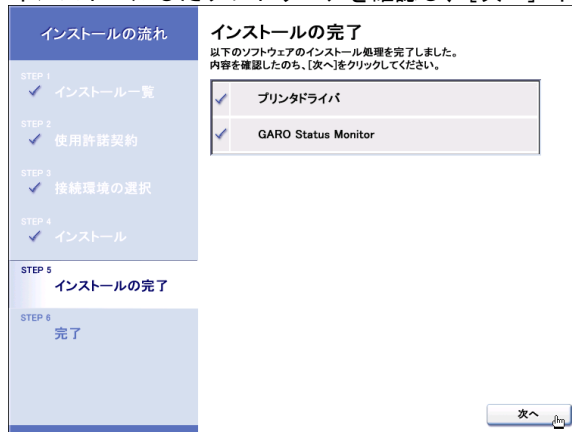 インストールの流れ
STEP 1
インストール一覧
STEP 2
使用許諾契約
STEP 3
接続環境の選択
STEP 4
インストール
STEP 5
インストールの完了
STEP 6
完了
インストールの完了
以下のソフトウェアのインストール処理を完了しました。
内容を確認したのち、[次へ]をクリックしてください。
プリンタドライバ
GARO Status Monitor
次へ